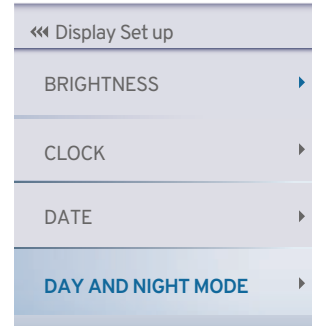 Display Set up
BRIGHTNESS
CLOCK
DATE
DAY AND NIGHT MODE